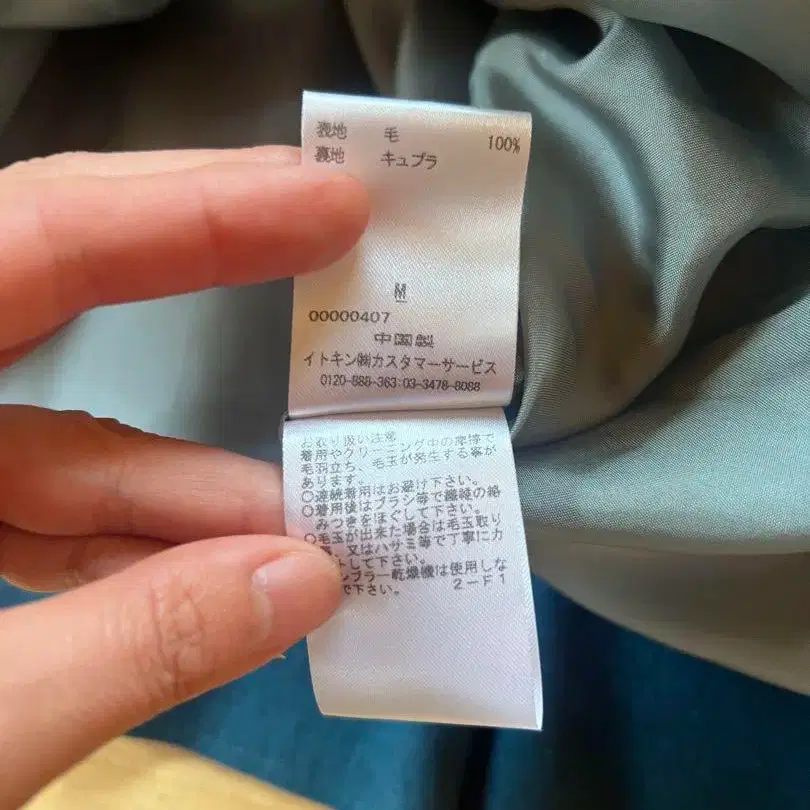 表地 毛 100%
裏地 キュプラ
M
00000407
中国製
イトキン㈱カスタマーサービス
0120-888-363:03-3478-8088
お取り扱い注意
着用やクリーニング中の摩擦で
毛羽立ち、毛玉が発生する事が
あります。
○連続着用はお避け下さい。
○着用後はブラシ等で繊維の絡
みつきをほぐして下さい。
○毛玉が出来た場合は毛玉取り
、又はハサミ等で丁寧にカ
ットして下さい。
ンブラー乾燥機は使用しな
で下さい。 2-F1